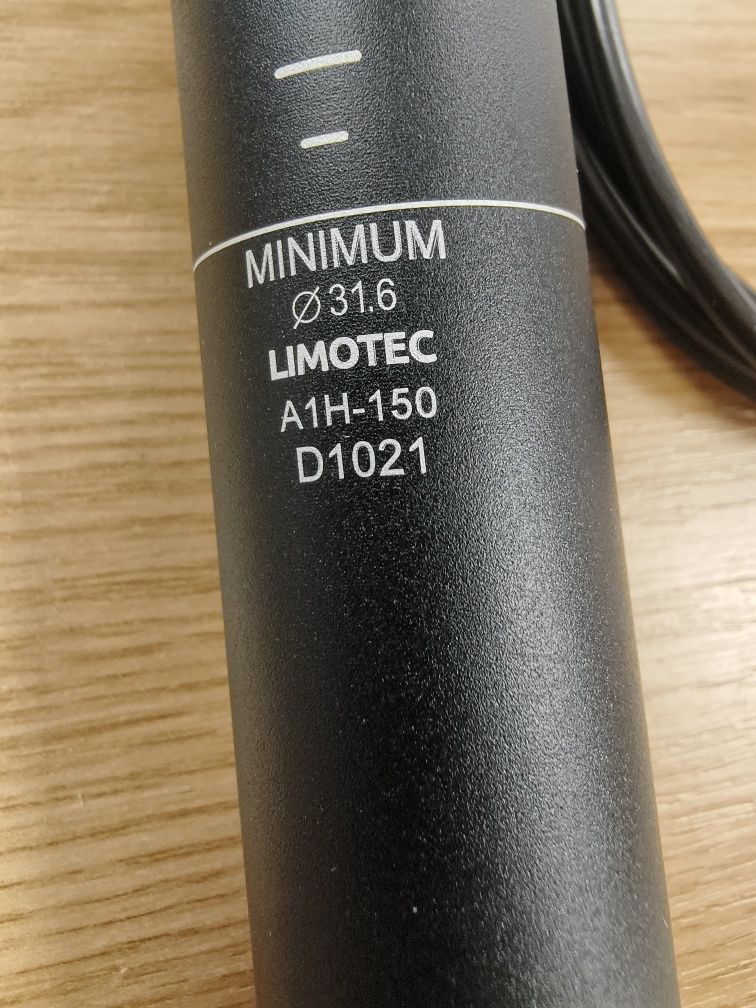 MINIMUM
Ø 31.6
LIMOTEC
A1H-150
D1021